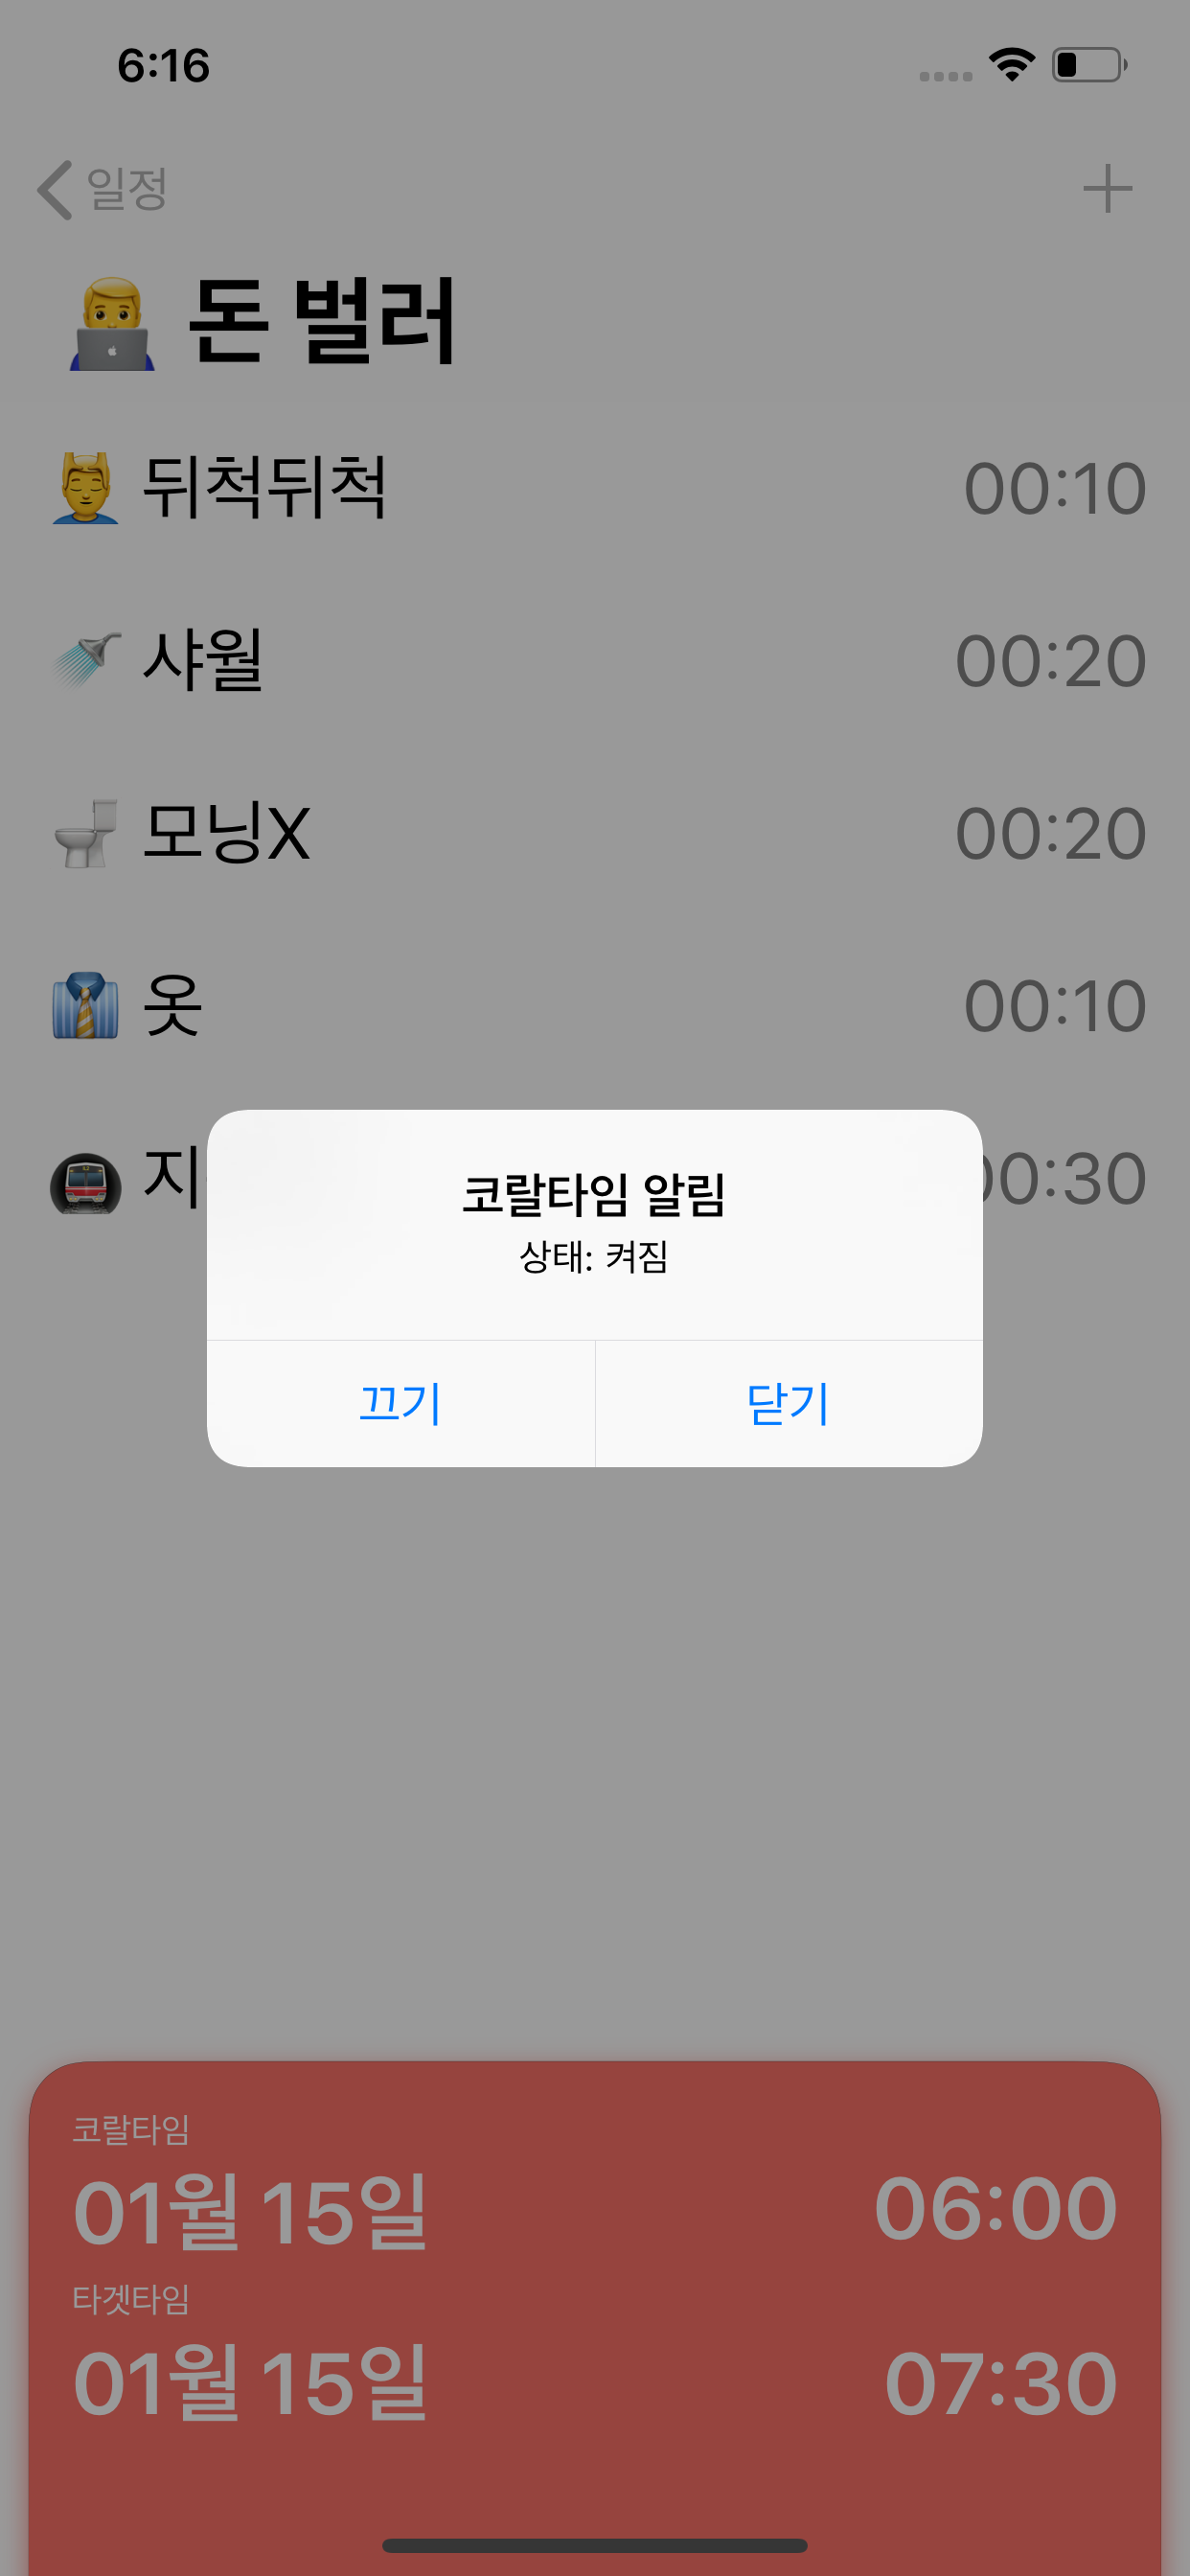 6:16
일정
돈 벌러
뒤척뒤척 00:10
샤월 00:20
모닝X 00:20
옷 00:10
지 00:30
코랄타임 알림
상태: 켜짐
끄기 닫기
코랄타임
01월 15일 06:00
타겟타임
01월 15일 07:30